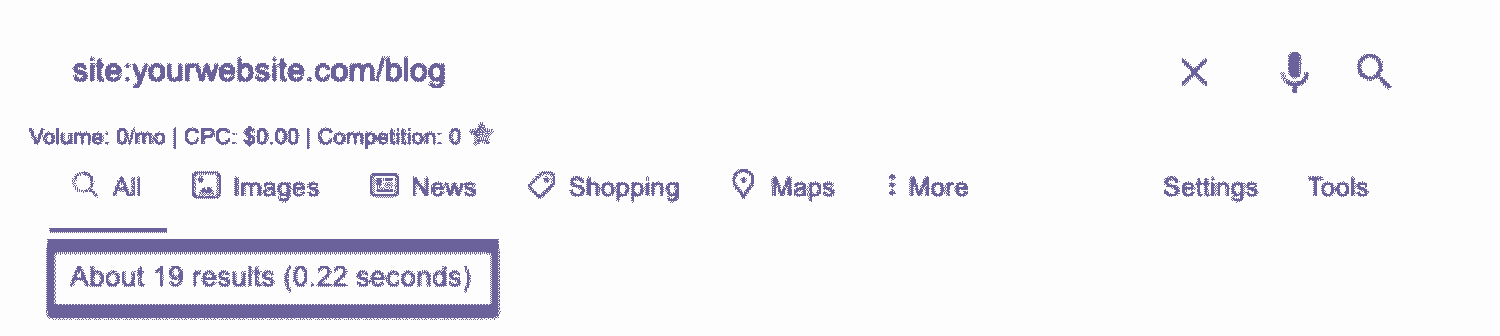 site:yourwebsite.com/blog
Volume: 0/mo | CPC: $0.00 | Competition: 0
All Images News Shopping Maps More Settings Tools
About 19 results (0.22 seconds)